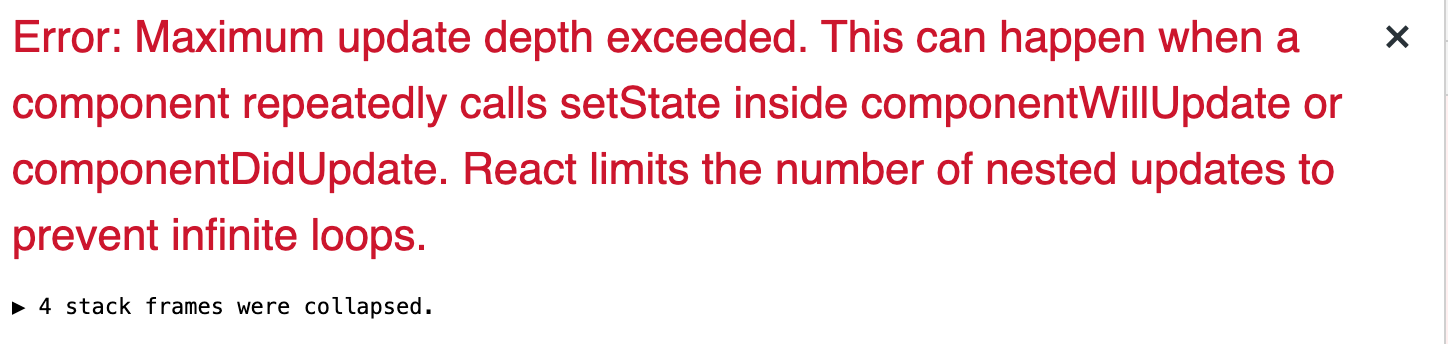 Error: Maximum update depth exceeded. This can happen when a
component repeatedly calls setState inside componentWillUpdate or
componentDidUpdate. React limits the number of nested updates to
prevent infinite loops.
▶ 4 stack frames were collapsed.